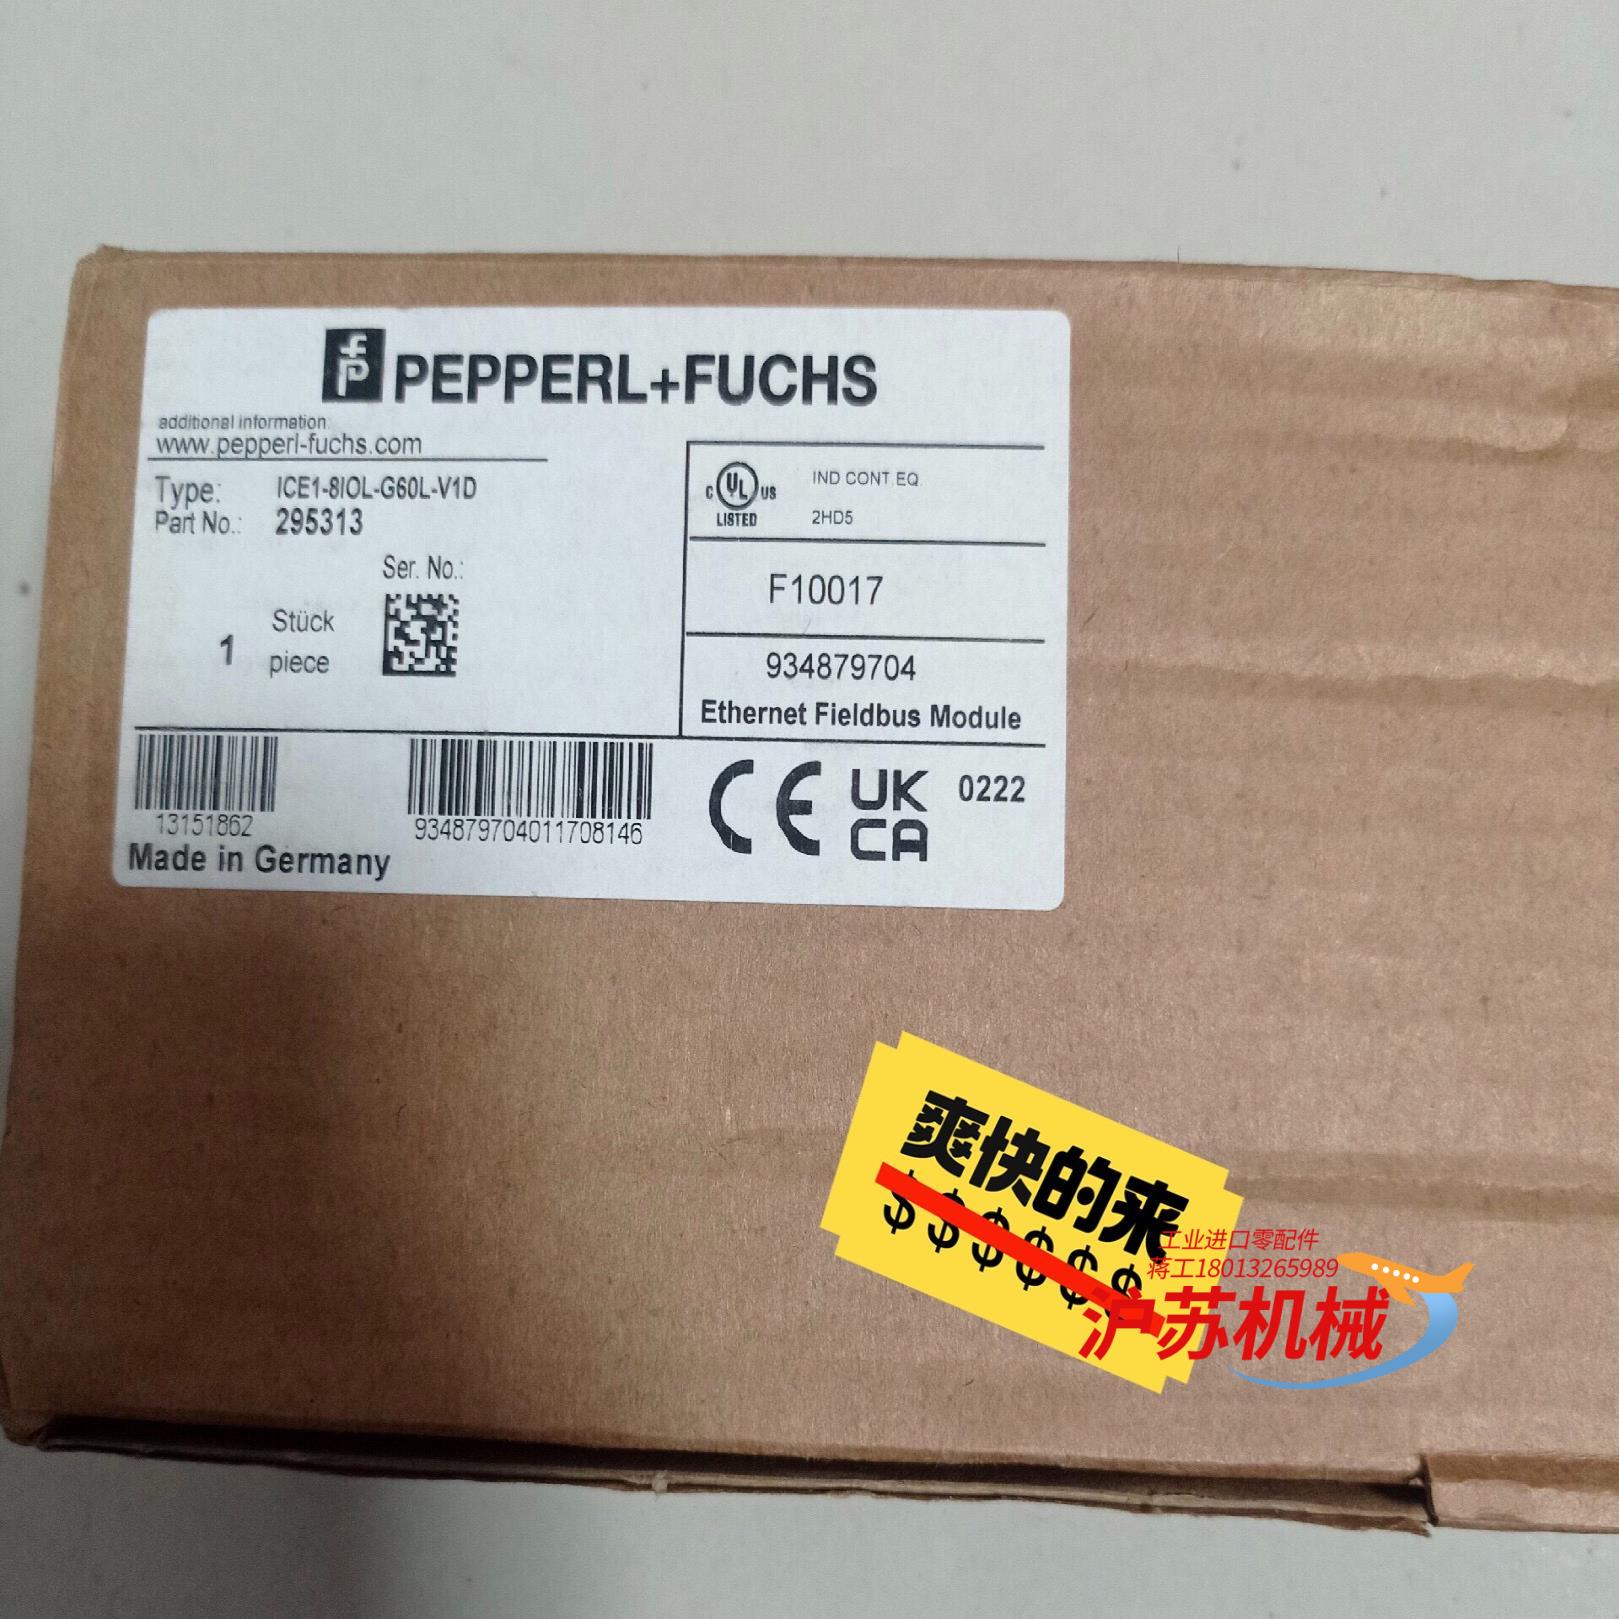 PEPPERL+FUCHS
additional information:
www.pepperl-fuchs.com
Type: ICE1-8IOL-G60L-V1D
Part No.: 295313
Ser. No.:
1 Stück
piece
C UL US IND CONT.EQ.
LISTED 2HD5
F10017
934879704
Ethernet Fieldbus Module
13151862
934879704011708146
CE UK CA 0222
Made in Germany
爽快的来
$$$$$$
工业进口零配件
蒋工18013265989
沪苏机械